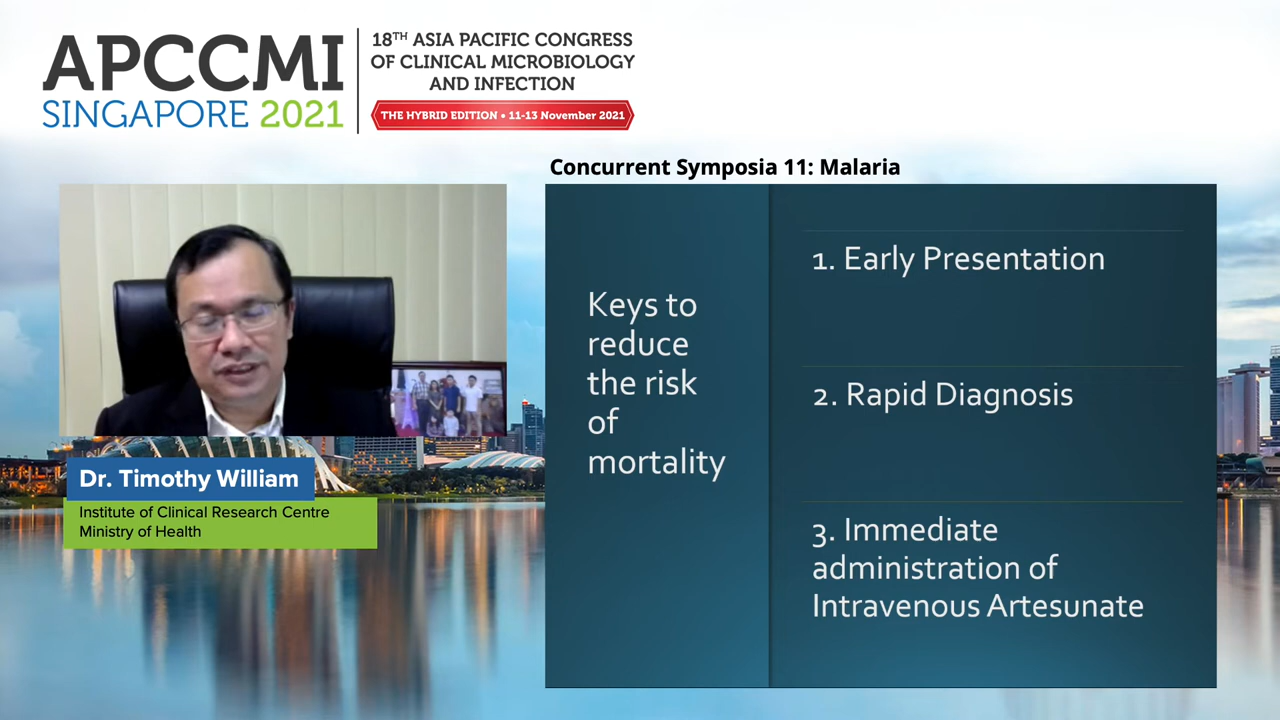 APCCMI
SINGAPORE 2021
18TH ASIA PACIFIC CONGRESS
OF CLINICAL MICROBIOLOGY
AND INFECTION
THE HYBRID EDITION • 11-13 November 2021
Concurrent Symposia 11: Malaria
Keys to
reduce
the risk
of
mortality
1. Early Presentation
2. Rapid Diagnosis
3. Immediate
administration of
Intravenous Artesunate
Dr. Timothy William
Institute of Clinical Research Centre
Ministry of Health